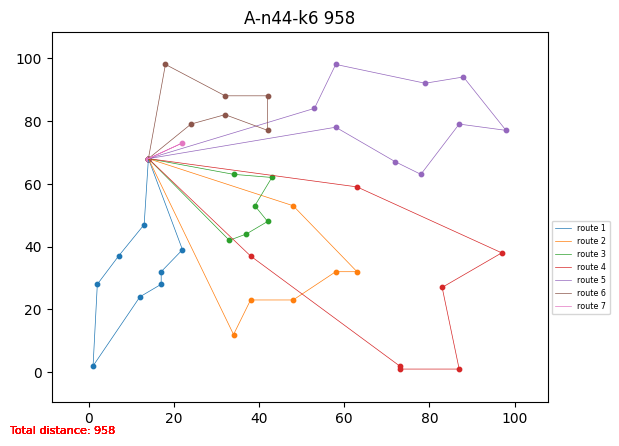 A-n44-k6 958
100
80
60
40
20
0
0 20 40 60 80 100
route 1
route 2
route 3
route 4
route 5
route 6
route 7
Total distance: 958